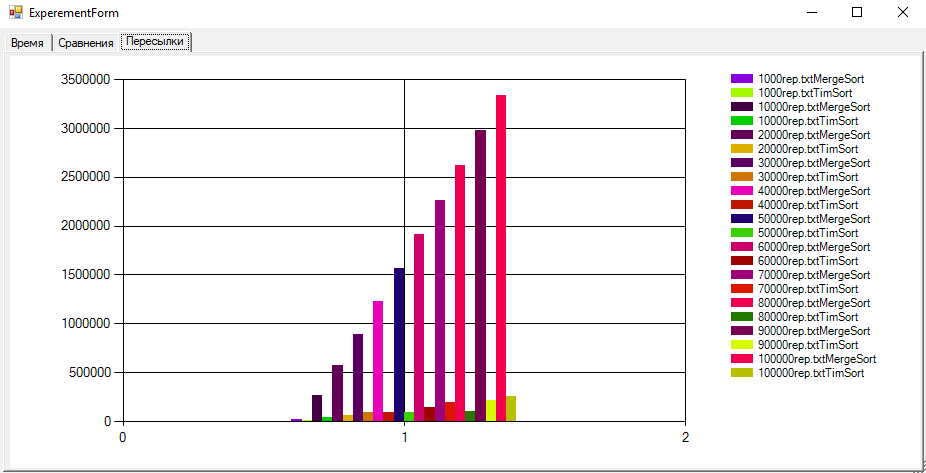 ExperementForm
Время Сравнения Пересылки
3500000
3000000
2500000
2000000
1500000
1000000
500000
0
0 1 2
1000rep.txtMergeSort
1000rep.txtTimSort
10000rep.txtMergeSort
10000rep.txtTimSort
20000rep.txtMergeSort
20000rep.txtTimSort
30000rep.txtMergeSort
30000rep.txtTimSort
40000rep.txtMergeSort
40000rep.txtTimSort
50000rep.txtMergeSort
50000rep.txtTimSort
60000rep.txtMergeSort
60000rep.txtTimSort
70000rep.txtMergeSort
70000rep.txtTimSort
80000rep.txtMergeSort
80000rep.txtTimSort
90000rep.txtMergeSort
90000rep.txtTimSort
100000rep.txtMergeSort
100000rep.txtTimSort